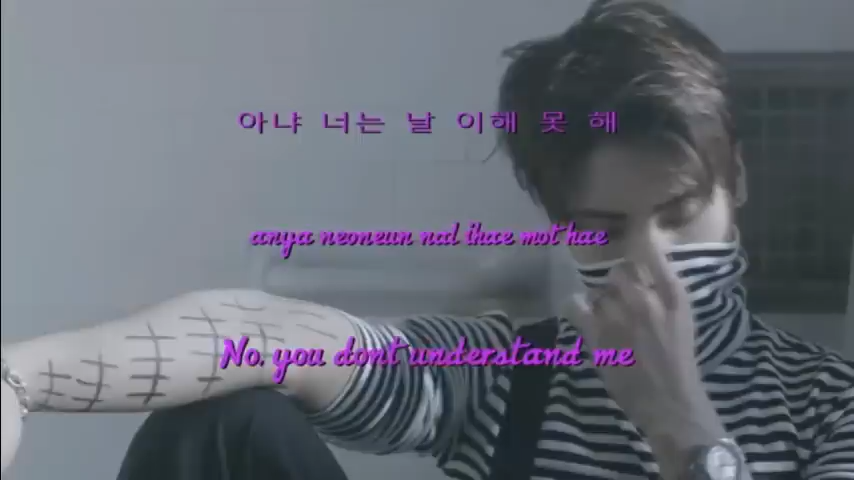 아냐 너는 날 이해 못 해
anya neoneun nal ihae mot hae
No. you dont understand me